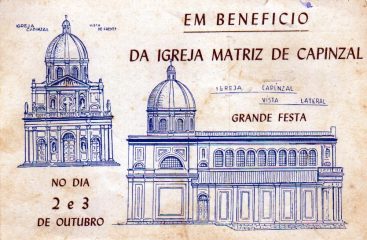 EM BENEFICIO
DA IGREJA MATRIZ DE CAPINZAL
IGREJA
CAPINZAL
VISTA
DE FRENTE
IGREJA CAPINZAL
VISTA LATERAL
GRANDE FESTA
NO DIA
2 e 3
DE OUTUBRO